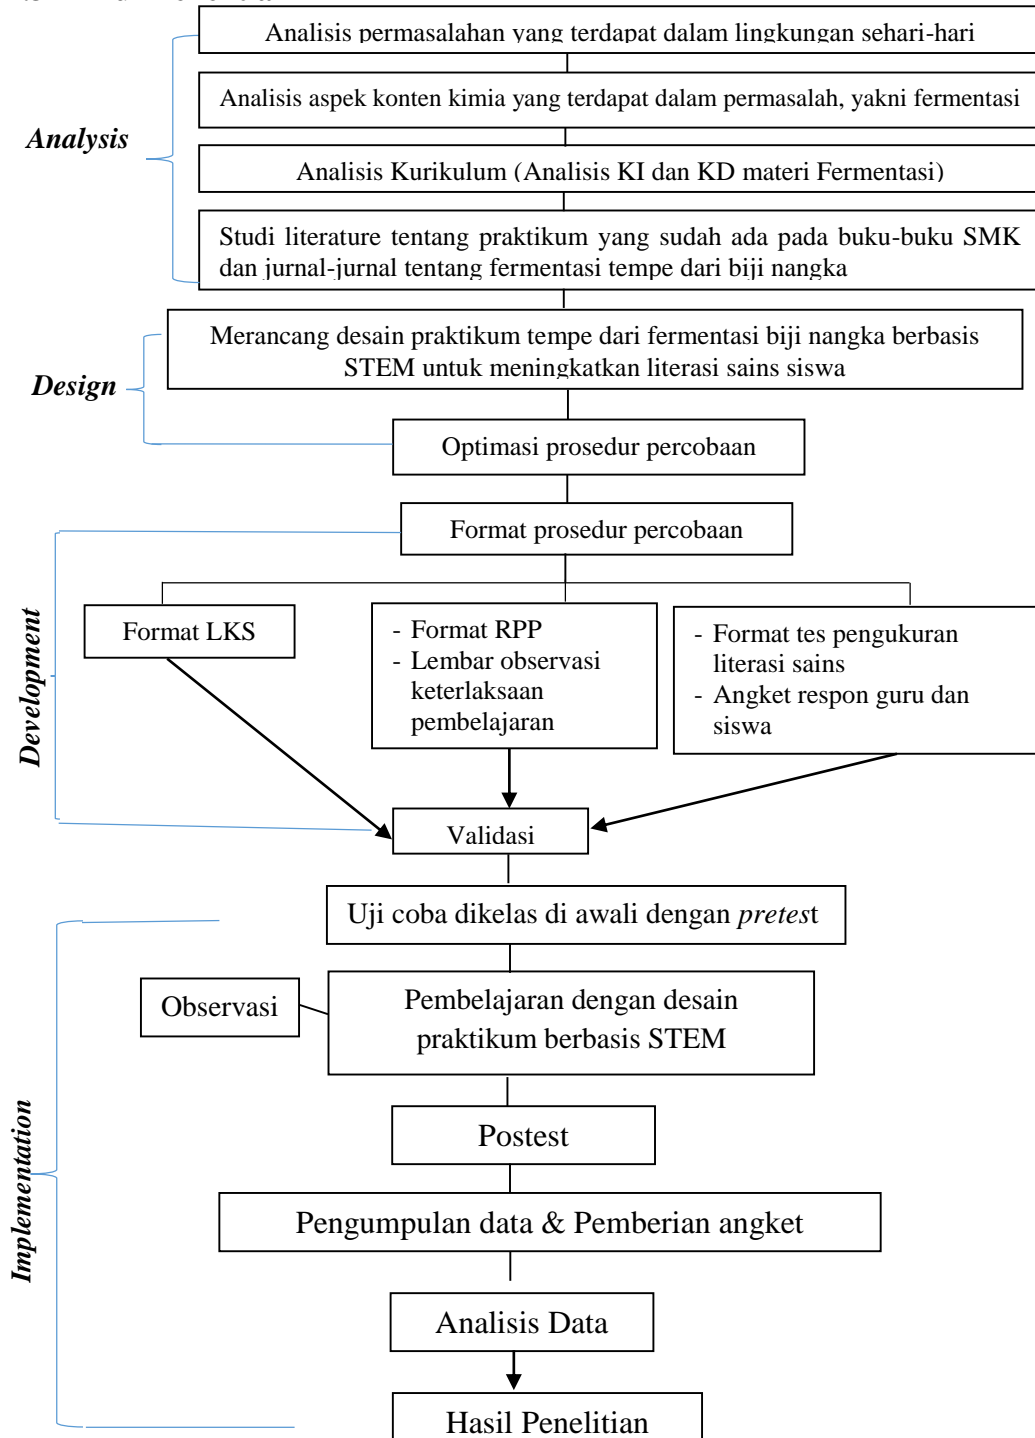 Analisis permasalahan yang terdapat dalam lingkungan sehari-hari
Analisis aspek konten kimia yang terdapat dalam permasalah, yakni fermentasi
Analysis
Analisis Kurikulum (Analisis KI dan KD materi Fermentasi)
Studi literature tentang praktikum yang sudah ada pada buku-buku SMK
dan jurnal-jurnal tentang fermentasi tempe dari biji nangka
Merancang desain praktikum tempe dari fermentasi biji nangka berbasis
STEM untuk meningkatkan literasi sains siswa
Design
Optimasi prosedur percobaan
Format prosedur percobaan
Development
Format LKS
- Format RPP
- Lembar observasi
keterlaksaan
pembelajaran
- Format tes pengukuran
literasi sains
- Angket respon guru dan
siswa
Validasi
Uji coba dikelas di awali dengan pretest
Implementation
Observasi
Pembelajaran dengan desain
praktikum berbasis STEM
Postest
Pengumpulan data & Pemberian angket
Analisis Data
Hasil Penelitian